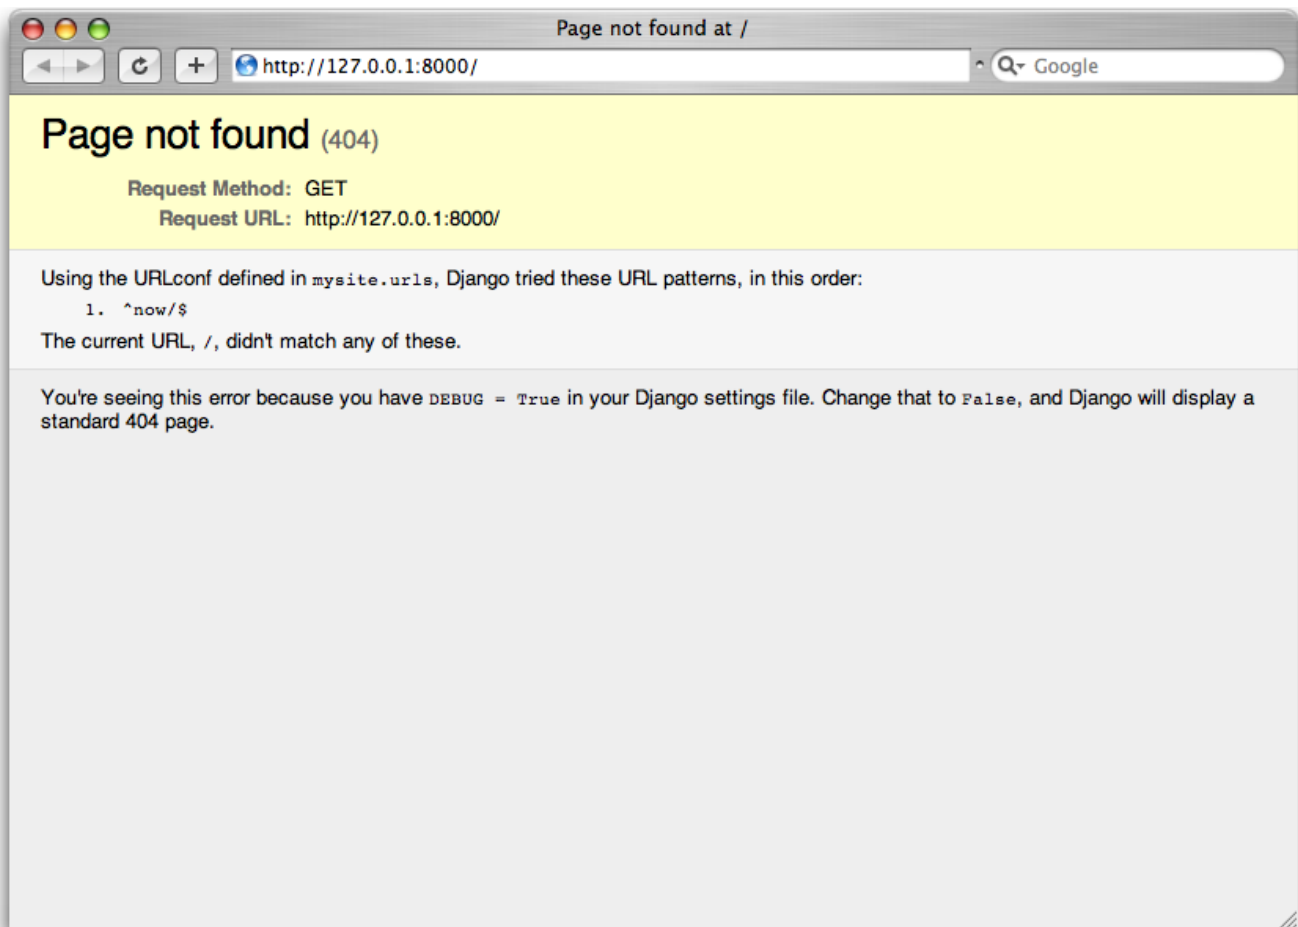 Page not found at /
http://127.0.0.1:8000/
Google
Page not found (404)
Request Method: GET
Request URL: http://127.0.0.1:8000/
Using the URLconf defined in mysite.urls, Django tried these URL patterns, in this order:
1. ^now/$
The current URL, /, didn't match any of these.
You're seeing this error because you have DEBUG = True in your Django settings file. Change that to False, and Django will display a
standard 404 page.